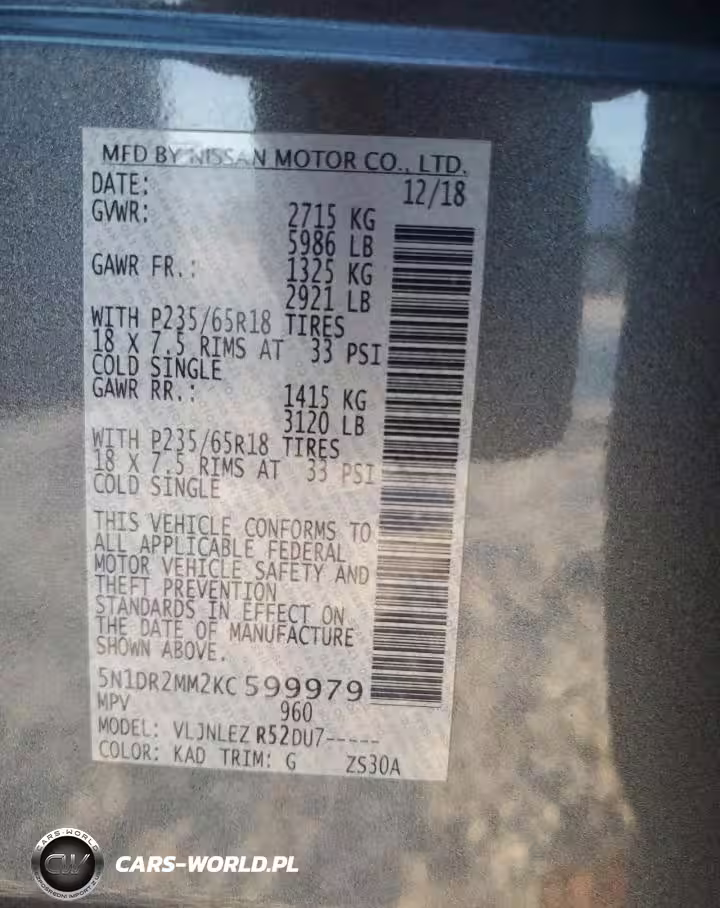 MFD BY NISSAN MOTOR CO., LTD.
DATE: 12/18
GVWR: 2715 KG
5986 LB
GAWR FR.: 1325 KG
2921 LB
WITH P235/65R18 TIRES
18 X 7.5 RIMS AT 33 PSI
COLD SINGLE
GAWR RR.: 1415 KG
3120 LB
WITH P235/65R18 TIRES
18 X 7.5 RIMS AT 33 PSI
COLD SINGLE
THIS VEHICLE CONFORMS TO
ALL APPLICABLE FEDERAL
MOTOR VEHICLE SAFETY AND
THEFT PREVENTION
STANDARDS IN EFFECT ON
THE DATE OF MANUFACTURE
SHOWN ABOVE.
5N1DR2MM2KC599979
MPV 960
MODEL: VLJNLEZ R52DU7-----
COLOR: KAD TRIM: G ZS30A
CARS-WORLD
CW
CARS-WORLD.PL